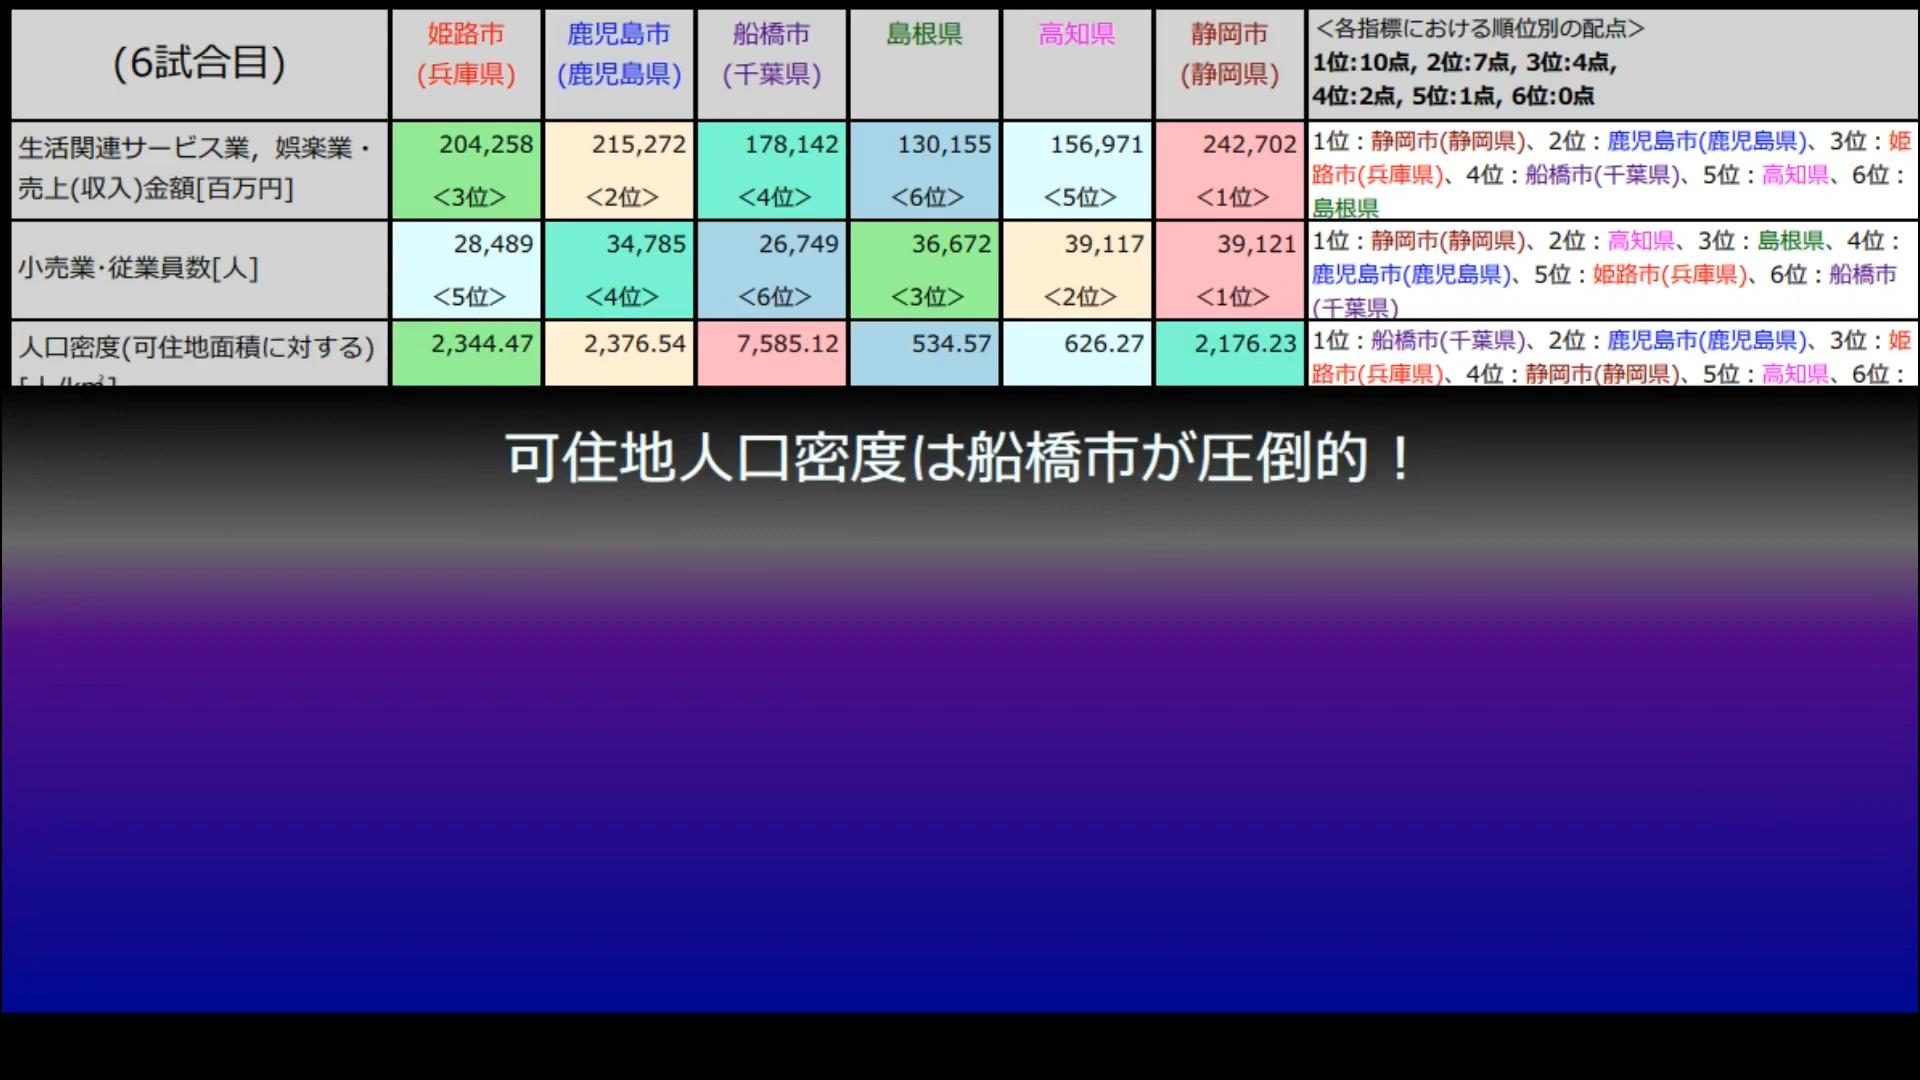 (6試合目)
姫路市
(兵庫県)
鹿児島市
(鹿児島県)
船橋市
(千葉県)
島根県
高知県
静岡市
(静岡県)
＜各指標における順位別の配点＞
1位:10点, 2位:7点, 3位:4点,
4位:2点, 5位:1点, 6位:0点
生活関連サービス業，娯楽業・
売上(収入)金額[百万円]
204,258
<3位>
215,272
<2位>
178,142
<4位>
130,155
<6位>
156,971
<5位>
242,702
<1位>
1位：静岡市(静岡県)、2位：鹿児島市(鹿児島県)、3位：姫
路市(兵庫県)、4位：船橋市(千葉県)、5位：高知県、6位：
島根県
小売業･従業員数[人]
28,489
<5位>
34,785
<4位>
26,749
<6位>
36,672
<3位>
39,117
<2位>
39,121
<1位>
1位：静岡市(静岡県)、2位：高知県、3位：島根県、4位：
鹿児島市(鹿児島県)、5位：姫路市(兵庫県)、6位：船橋市
(千葉県)
人口密度(可住地面積に対する)
[人/k㎡]
2,344.47
2,376.54
7,585.12
534.57
626.27
2,176.23
1位：船橋市(千葉県)、2位：鹿児島市(鹿児島県)、3位：姫
路市(兵庫県)、4位：静岡市(静岡県)、5位：高知県、6位：
可住地人口密度は船橋市が圧倒的！